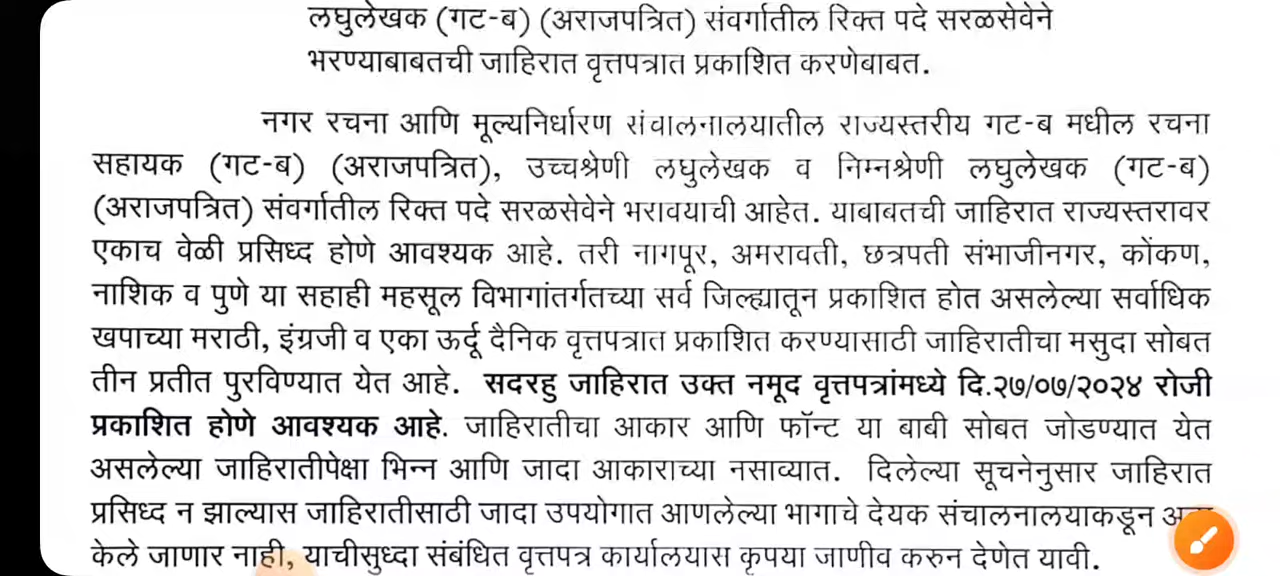 लघुलेखक (गट-ब) (अराजपत्रित) संवर्गातील रिक्त पदे सरळसेवेने
भरण्याबाबतची जाहिरात वृत्तपत्रात प्रकाशित करणेबाबत.
नगर रचना आणि मूल्यनिर्धारण संचालनालयातील राज्यस्तरीय गट-ब मधील रचना
सहायक (गट-ब) (अराजपत्रित), उच्चश्रेणी लघुलेखक व निम्नश्रेणी लघुलेखक (गट-ब)
(अराजपत्रित) संवर्गातील रिक्त पदे सरळसेवेने भरावयाची आहेत. याबाबतची जाहिरात राज्यस्तरावर
एकाच वेळी प्रसिध्द होणे आवश्यक आहे. तरी नागपूर, अमरावती, छत्रपती संभाजीनगर, कोंकण,
नाशिक व पुणे या सहाही महसूल विभागांतर्गतच्या सर्व जिल्ह्यातून प्रकाशित होत असलेल्या सर्वाधिक
खपाच्या मराठी, इंग्रजी व एका ऊर्दू दैनिक वृत्तपत्रात प्रकाशित करण्यासाठी जाहिरातीचा मसुदा सोबत
तीन प्रतीत पुरविण्यात येत आहे. सदरहु जाहिरात उक्त नमूद वृत्तपत्रांमध्ये दि.२७/०७/२०२४ रोजी
प्रकाशित होणे आवश्यक आहे. जाहिरातीचा आकार आणि फॉन्ट या बाबी सोबत जोडण्यात येत
असलेल्या जाहिरातीपेक्षा भिन्न आणि जादा आकाराच्या नसाव्यात. दिलेल्या सूचनेनुसार जाहिरात
प्रसिध्द न झाल्यास जाहिरातीसाठी जादा उपयोगात आणलेल्या भागाचे देयक संचालनालयाकडून
केले जाणार नाही, याचीसुध्दा संबंधित वृत्तपत्र कार्यालयास कृपया जाणीव करुन देणेत यावी.